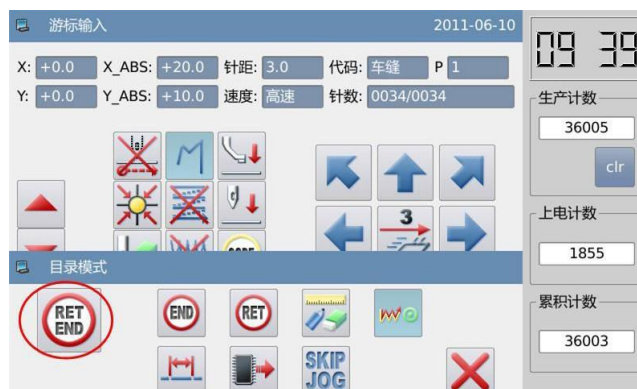 游标输入 2011-06-10
X: +0.0 X_ABS: +20.0 针距: 3.0 代码: 车缝 P 1
Y: +0.0 Y_ABS: +10.0 速度: 高速 针数: 0034/0034
3
目录模式
RET
END
END
RET
SKIP
JOG
09 39
生产计数
36005
clr
上电计数
1855
累积计数
36003